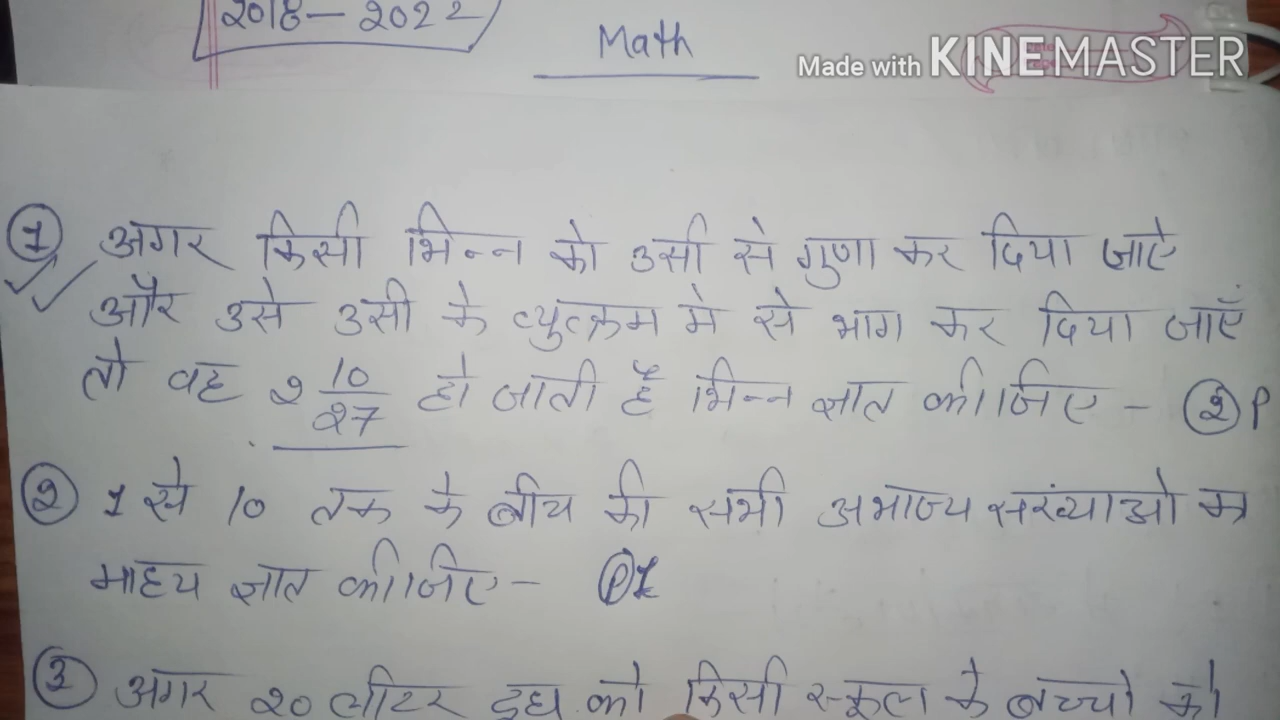 2018-2022
Math
Made with KINEMASTER
① अगर किसी भिन्न को उसी से गुणा कर दिया जाऐ
और उसे उसी के व्युत्क्रम मे से भाग कर दिया जाएँ
तो वह 2 10/27 हो जाती है भिन्न ज्ञात कीजिए - ② P
② 1 से 10 तक के बीच की सभी अभाज्य संख्याओ का
माध्य ज्ञात कीजिए -
③ अगर 20 लीटर दुध को किसी स्कूल के बच्चो को